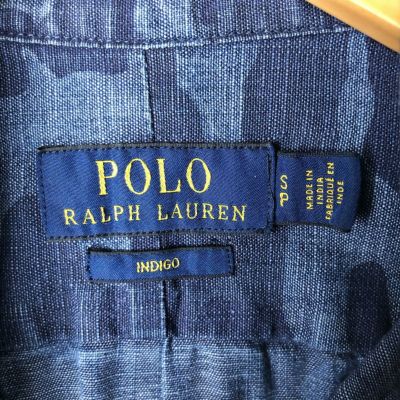 POLO
RALPH LAUREN
INDIGO
S
P
MADE IN
INDIA
FABRIQUÉ EN
INDE